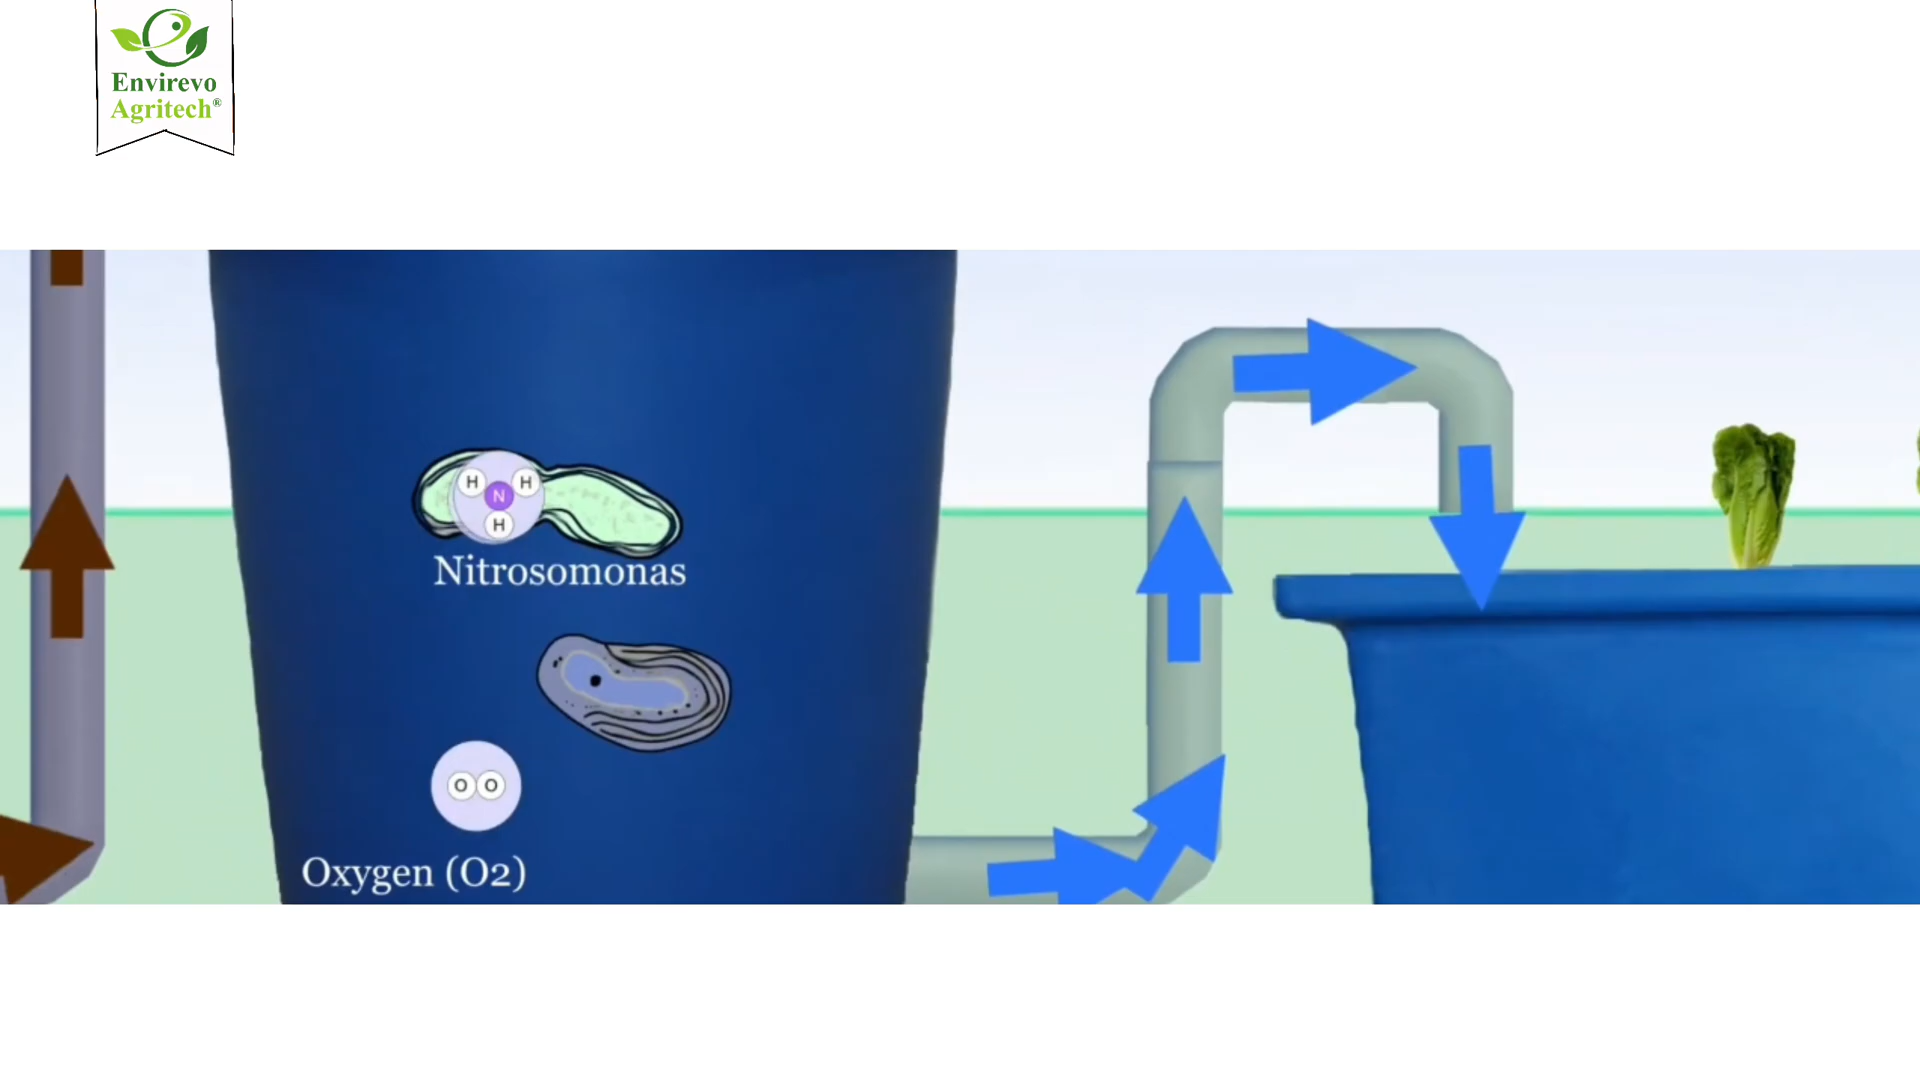 Envirevo
Agritech®
H H
N
H
Nitrosomonas
O O
Oxygen (O2)